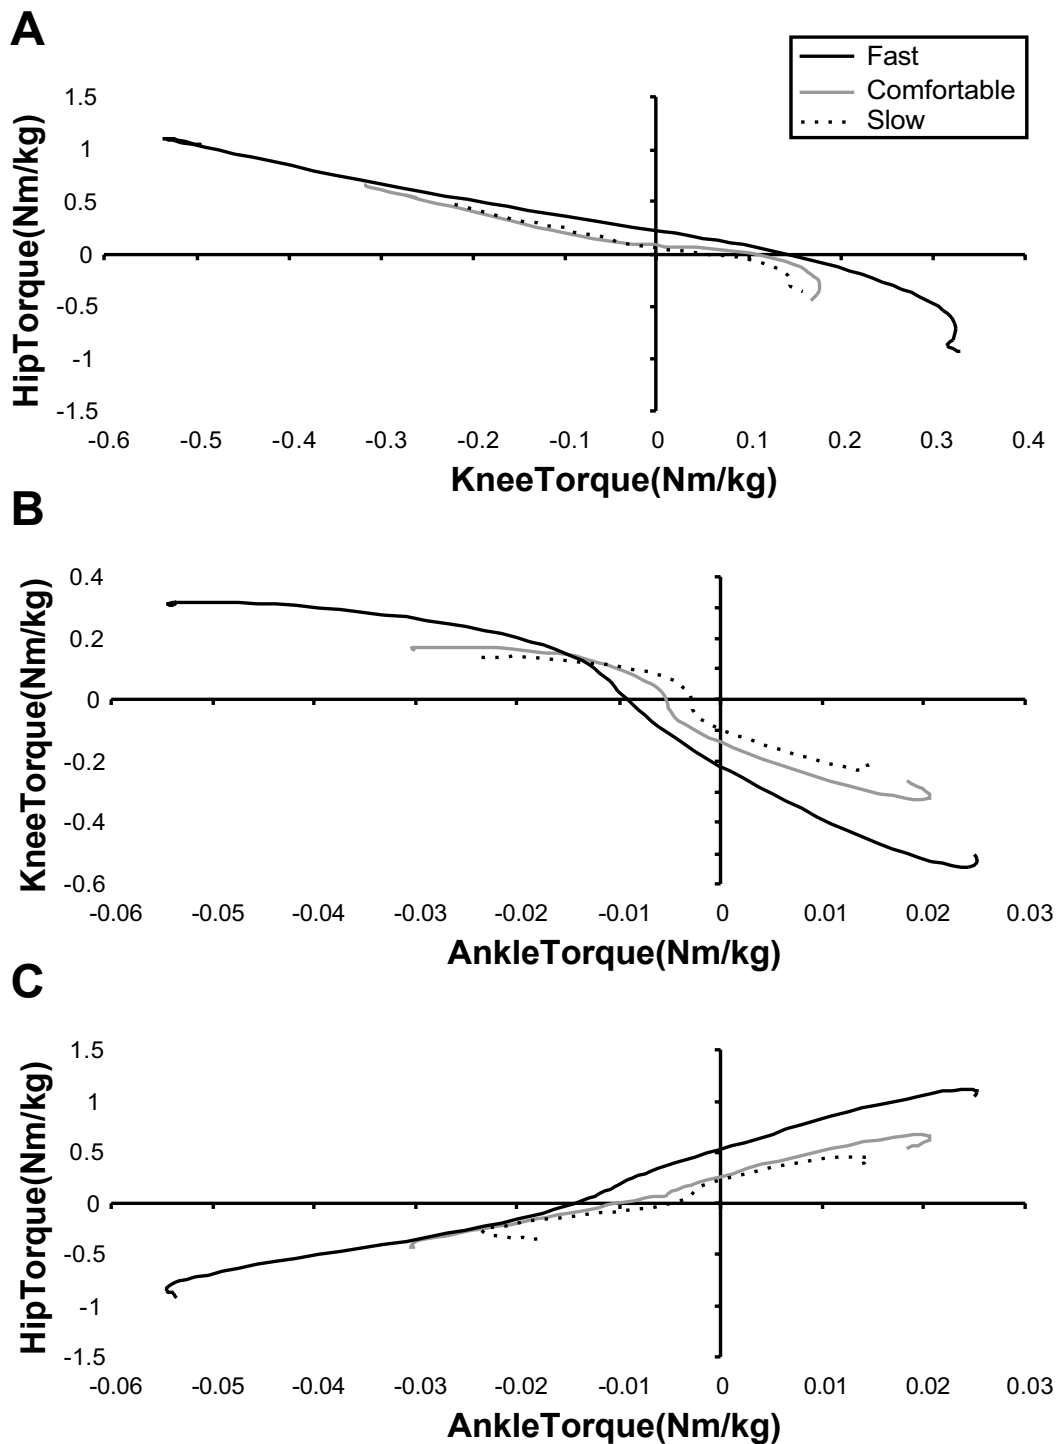 A
Fast
Comfortable
Slow
1.5
1
0.5
0
-0.5
-1
-1.5
HipTorque(Nm/kg)
-0.6 -0.5 -0.4 -0.3 -0.2 -0.1 0 0.1 0.2 0.3 0.4
KneeTorque(Nm/kg)
B
0.4
0.2
0
-0.2
-0.4
-0.6
KneeTorque(Nm/kg)
-0.06 -0.05 -0.04 -0.03 -0.02 -0.01 0 0.01 0.02 0.03
AnkleTorque(Nm/kg)
C
1.5
1
0.5
0
-0.5
-1
-1.5
HipTorque(Nm/kg)
-0.06 -0.05 -0.04 -0.03 -0.02 -0.01 0 0.01 0.02 0.03
AnkleTorque(Nm/kg)